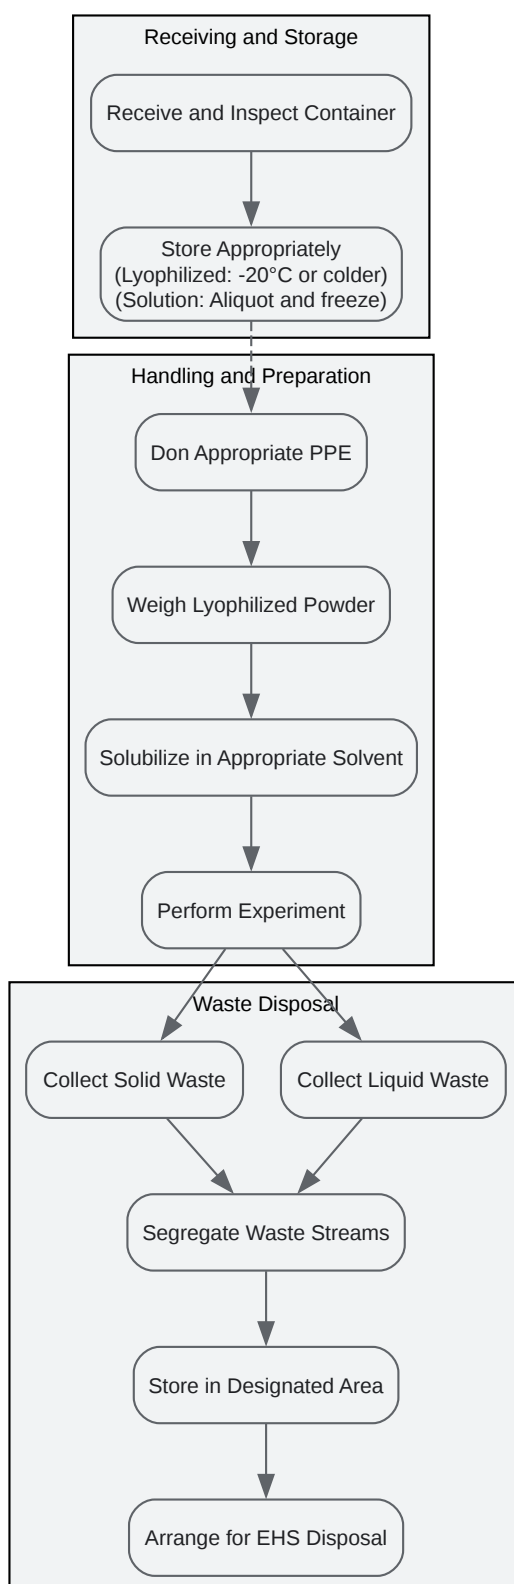 Receiving and Storage
Receive and Inspect Container
Store Appropriately
(Lyophilized: -20°C or colder)
(Solution: Aliquot and freeze)
Handling and Preparation
Don Appropriate PPE
Weigh Lyophilized Powder
Solubilize in Appropriate Solvent
Perform Experiment
Waste Disposal
Collect Solid Waste
Collect Liquid Waste
Segregate Waste Streams
Store in Designated Area
Arrange for EHS Disposal